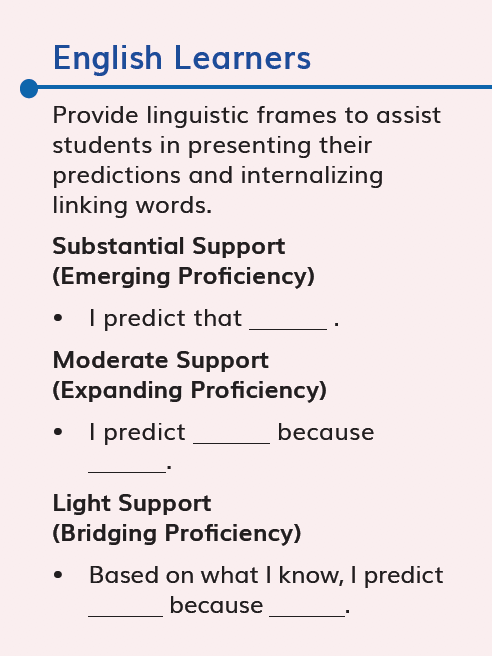 English Learners
Provide linguistic frames to assist
students in presenting their
predictions and internalizing
linking words.
Substantial Support
(Emerging Proficiency)
• I predict that ______ .
Moderate Support
(Expanding Proficiency)
• I predict ______ because
______.
Light Support
(Bridging Proficiency)
• Based on what I know, I predict
______ because ______.